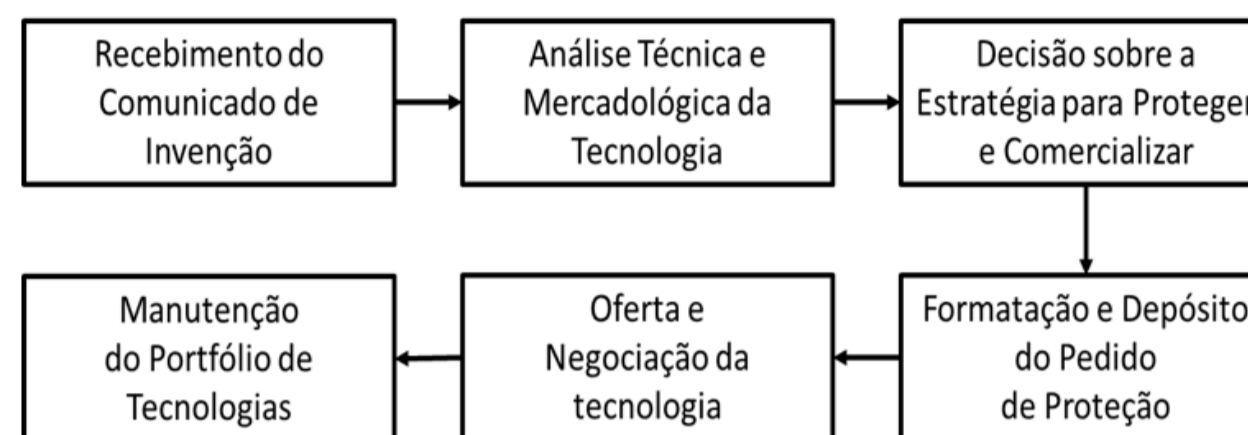 Recebimento do
Comunicado de
Invenção
Análise Técnica e
Mercadológica da
Tecnologia
Decisão sobre a
Estratégia para Proteger
e Comercializar
Formatação e Depósito
do Pedido
de Proteção
Oferta e
Negociação da
tecnologia
Manutenção
do Portfólio de
Tecnologias